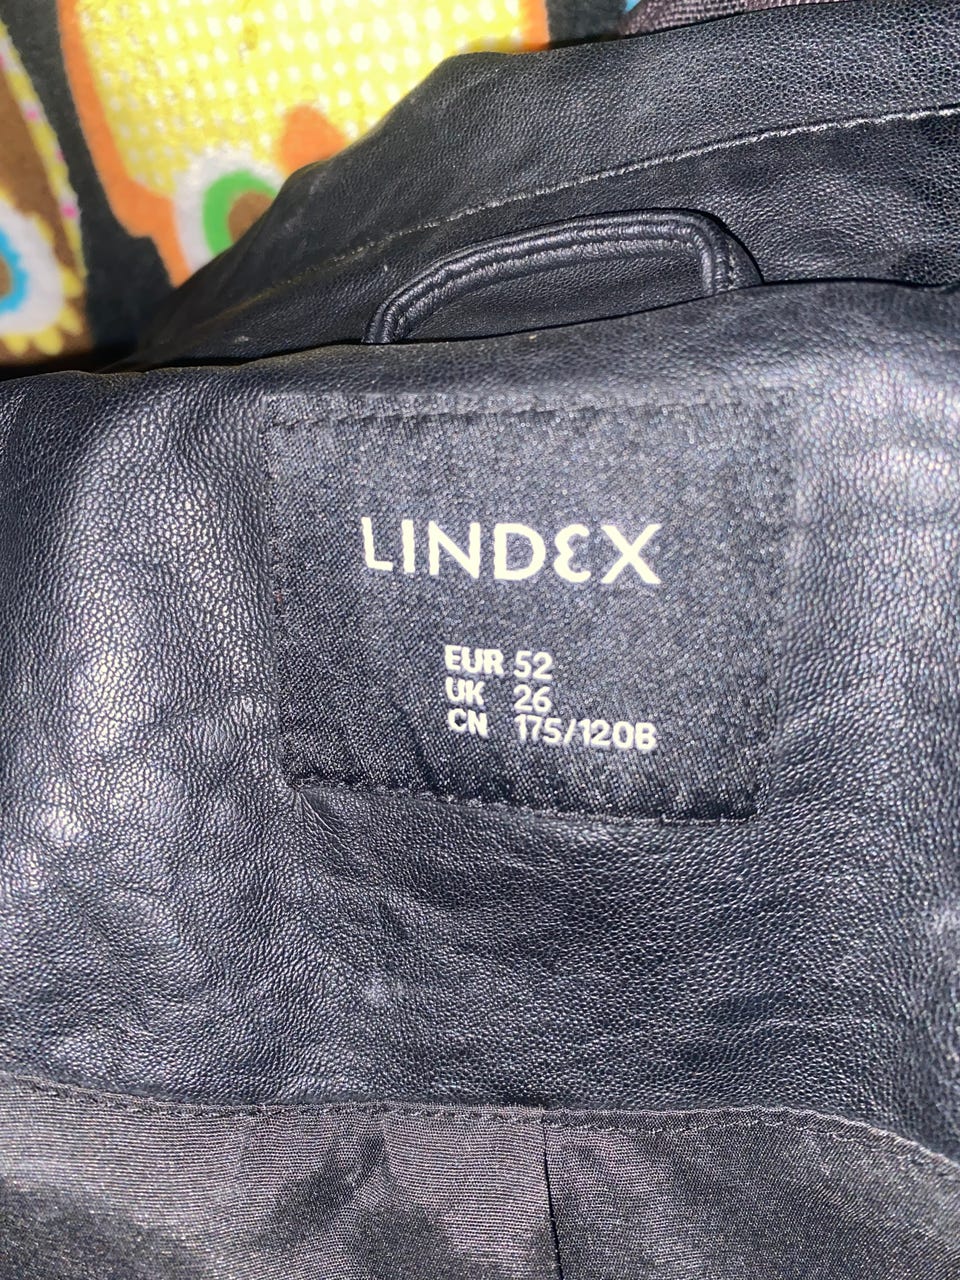 LINDEX
EUR 52
UK 26
CN 175/120B